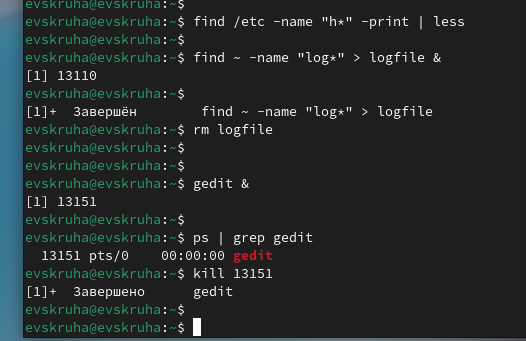 evskruha@evskruha:~$
evskruha@evskruha:~$ find /etc -name "h*" -print | less
evskruha@evskruha:~$
evskruha@evskruha:~$ find ~ -name "log*" > logfile &
[1] 13110
evskruha@evskruha:~$
[1]+  Завершён        find ~ -name "log*" > logfile
evskruha@evskruha:~$ rm logfile
evskruha@evskruha:~$
evskruha@evskruha:~$
evskruha@evskruha:~$ gedit &
[1] 13151
evskruha@evskruha:~$
evskruha@evskruha:~$ ps | grep gedit
  13151 pts/0    00:00:00 gedit
evskruha@evskruha:~$ kill 13151
[1]+  Завершено      gedit
evskruha@evskruha:~$
evskruha@evskruha:~$